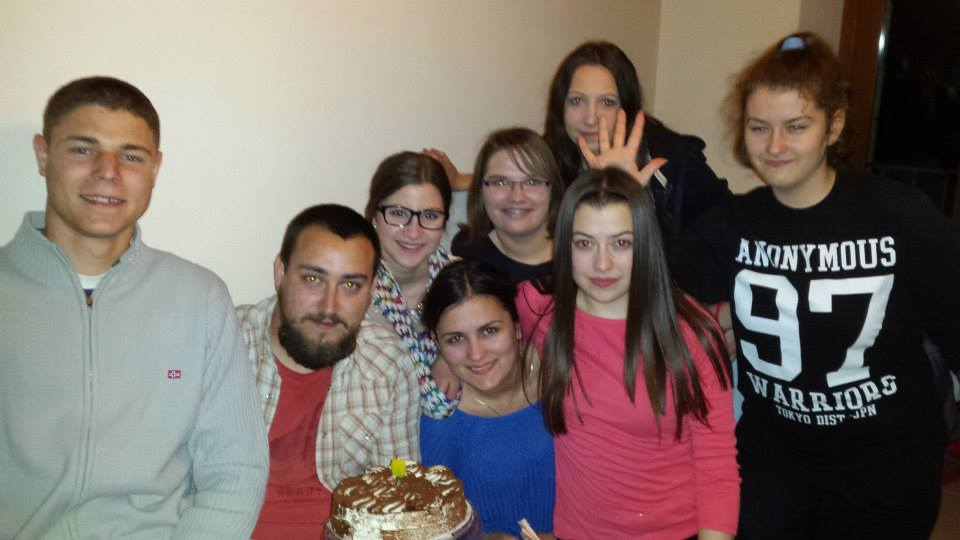 ANONYMOUS
97
WARRIORS
TOKYO DIST JPN